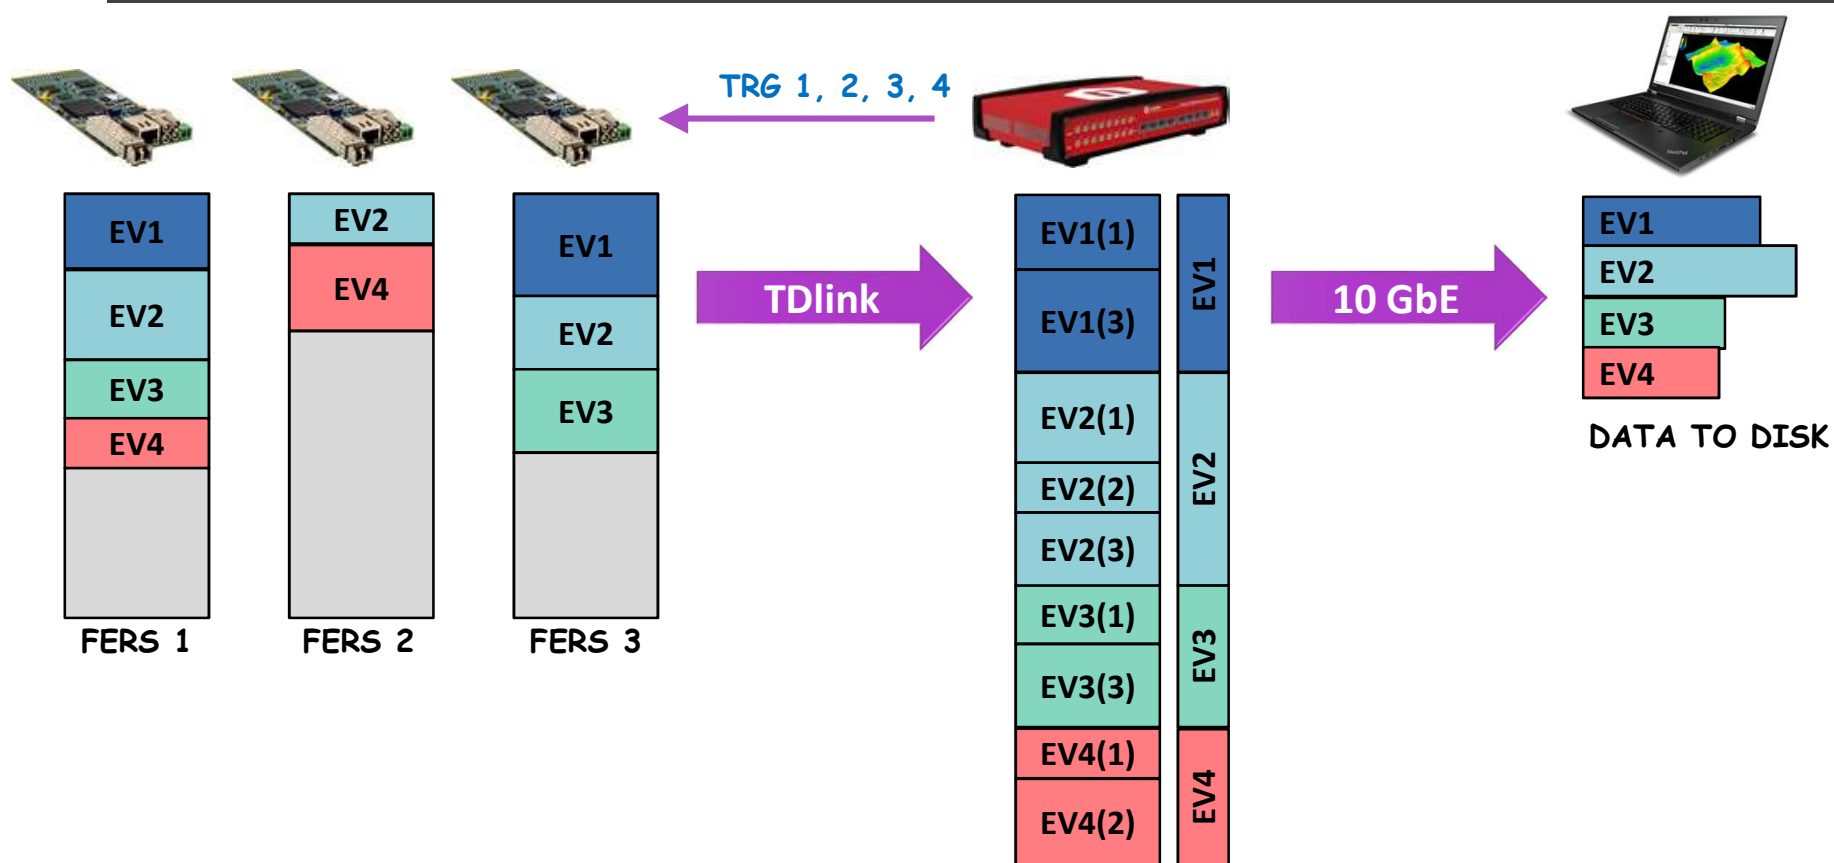 TRG 1, 2, 3, 4
EV1
EV2
EV3
EV4
FERS 1
EV2
EV4
FERS 2
EV1
EV2
EV3
FERS 3
TDlink
EV1(1)
EV1(3)
EV2(1)
EV2(2)
EV2(3)
EV3(1)
EV3(3)
EV4(1)
EV4(2)
EV1
EV2
EV3
EV4
10 GbE
EV1
EV2
EV3
EV4
DATA TO DISK